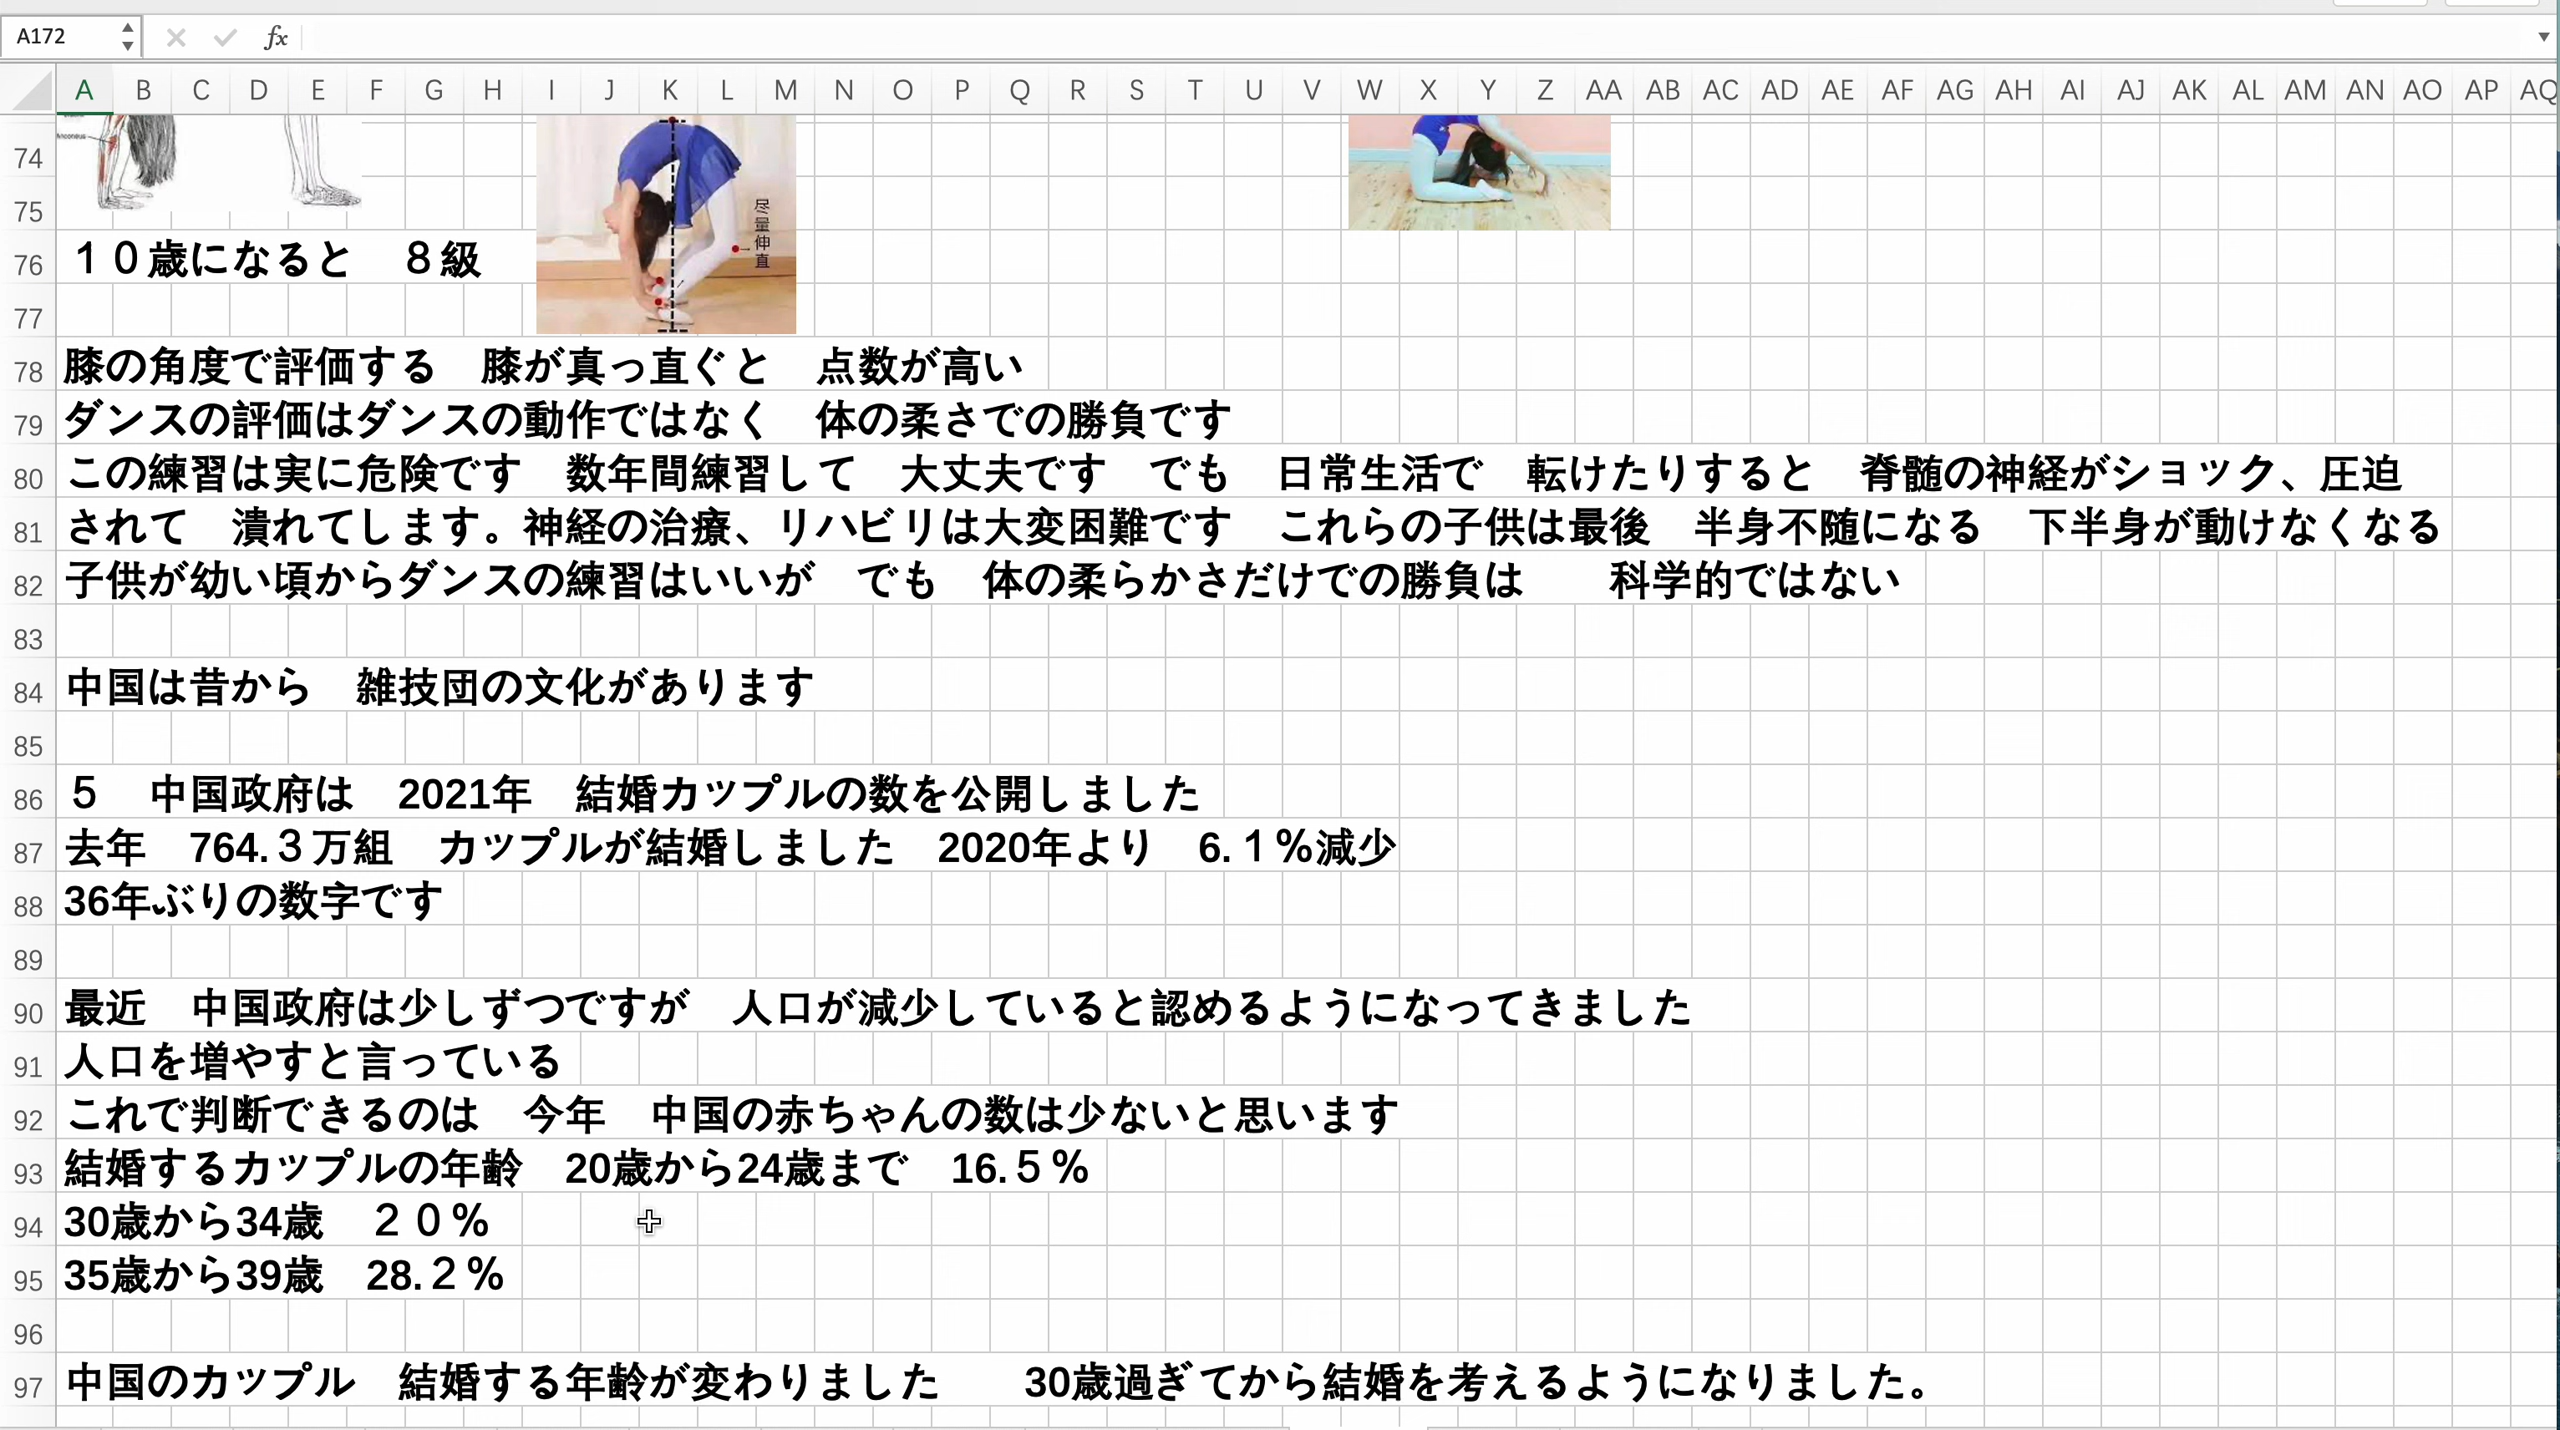 A172
fx
A B C D E F G H I J K L M N O P Q R S T U V W X Y Z AA AB AC AD AE AF AG AH AI AJ AK AL AM AN AO AP AQ
74
75
尽量伸直
76 １０歳になると　８級
77
78 膝の角度で評価する　膝が真っ直ぐと　点数が高い
79 ダンスの評価はダンスの動作ではなく　体の柔さでの勝負です
80 この練習は実に危険です　数年間練習して　大丈夫です　でも　日常生活で　転けたりすると　脊髄の神経がショック、圧迫
81 されて　潰れてします。神経の治療、リハビリは大変困難です　これらの子供は最後　半身不随になる　下半身が動けなくなる
82 子供が幼い頃からダンスの練習はいいが　でも　体の柔らかさだけでの勝負は　　科学的ではない
83
84 中国は昔から　雑技団の文化があります
85
86 ５　中国政府は　2021年　結婚カップルの数を公開しました
87 去年　764.３万組　カップルが結婚しました　2020年より　6.１％減少
88 36年ぶりの数字です
89
90 最近　中国政府は少しずつですが　人口が減少していると認めるようになってきました
91 人口を増やすと言っている
92 これで判断できるのは　今年　中国の赤ちゃんの数は少ないと思います
93 結婚するカップルの年齢　20歳から24歳まで　16.５％
94 30歳から34歳　２０％
95 35歳から39歳　28.２％
96
97 中国のカップル　結婚する年齢が変わりました　　30歳過ぎてから結婚を考えるようになりました。